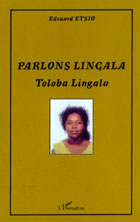 Edouard ETSIO
PARLONS LINGALA
Toloba Lingala
L'Harmattan